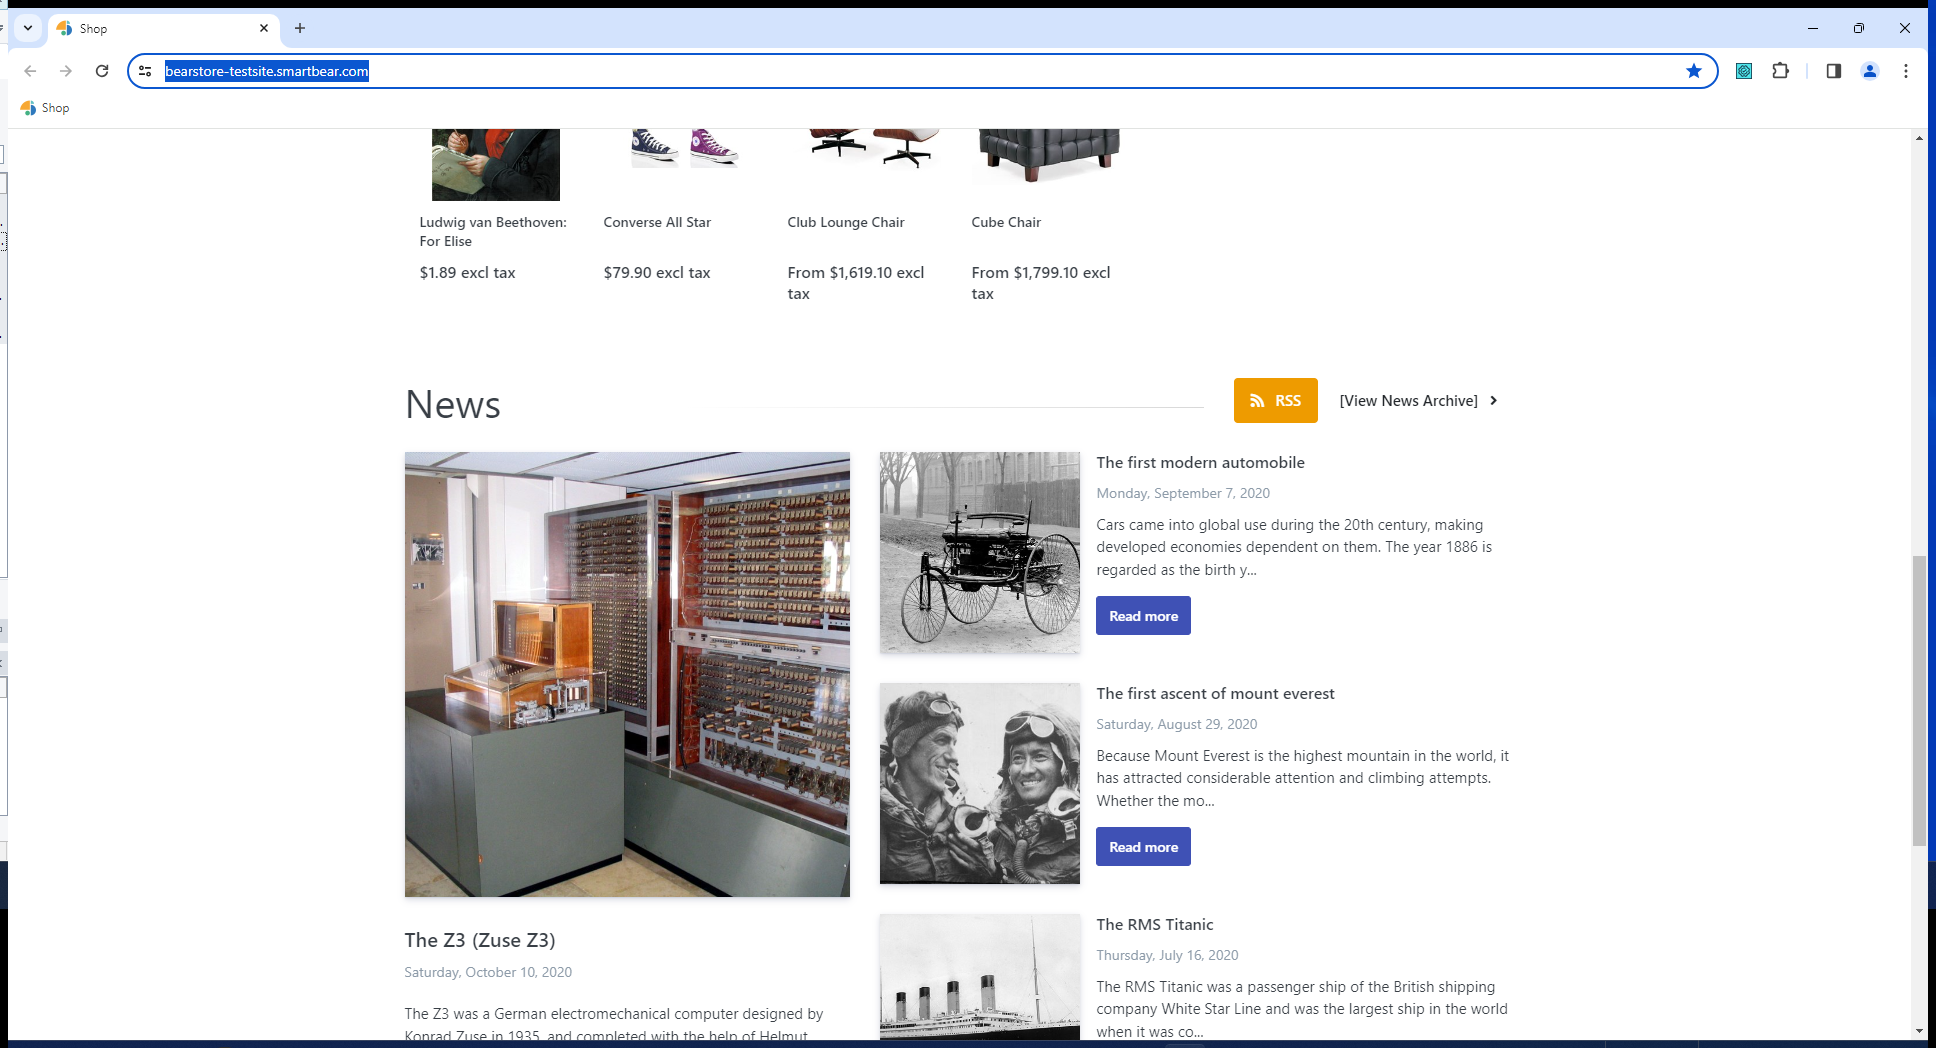 Shop
bearstore-testsite.smartbear.com
Shop
Ludwig van Beethoven:
For Elise
$1.89 excl tax
Converse All Star
$79.90 excl tax
Club Lounge Chair
From $1,619.10 excl
tax
Cube Chair
From $1,799.10 excl
tax
News
RSS
[View News Archive]
The Z3 (Zuse Z3)
Saturday, October 10, 2020
The Z3 was a German electromechanical computer designed by
Konrad Zuse in 1935, and completed with the help of Helmut
The first modern automobile
Monday, September 7, 2020
Cars came into global use during the 20th century, making
developed economies dependent on them. The year 1886 is
regarded as the birth y...
Read more
The first ascent of mount everest
Saturday, August 29, 2020
Because Mount Everest is the highest mountain in the world, it
has attracted considerable attention and climbing attempts.
Whether the mo...
Read more
The RMS Titanic
Thursday, July 16, 2020
The RMS Titanic was a passenger ship of the British shipping
company White Star Line and was the largest ship in the world
when it was co...